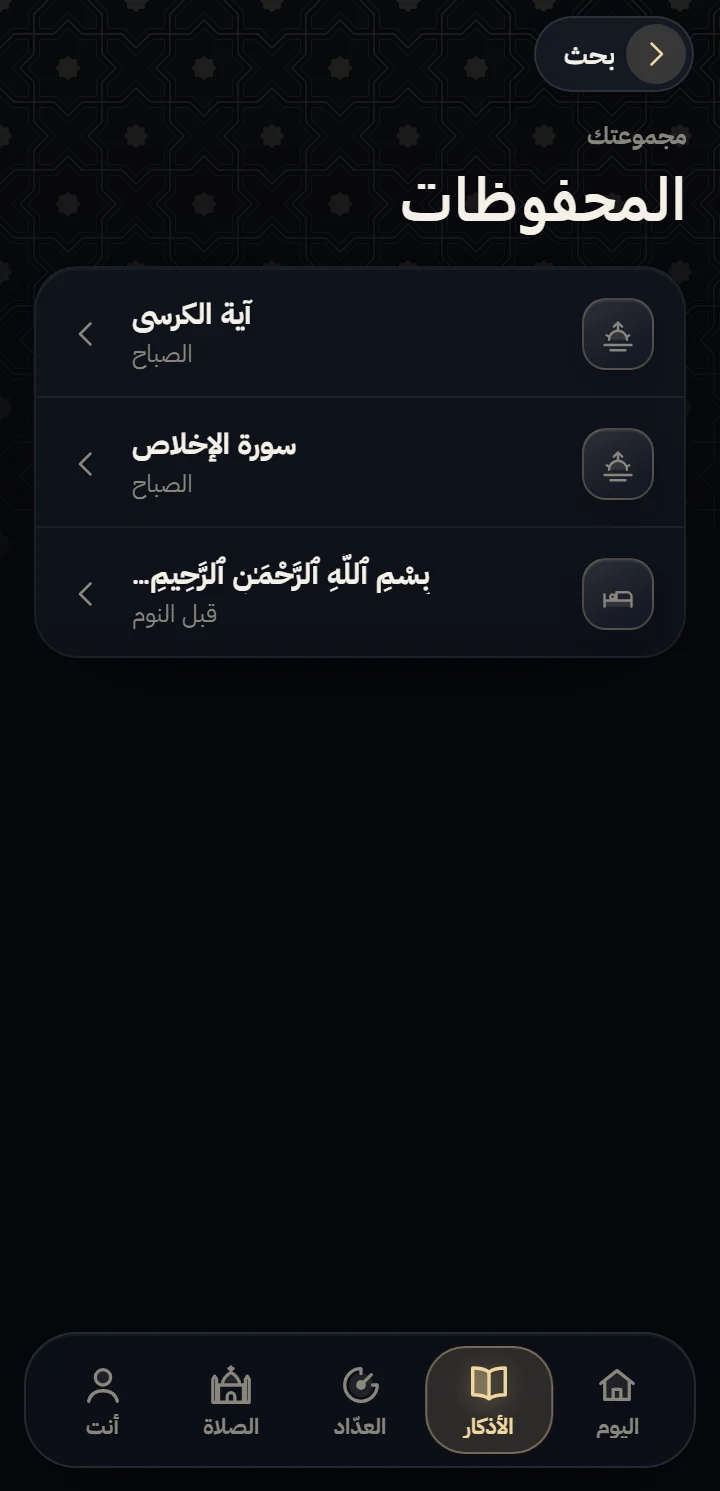 بحث
مجموعتك
المحفوظات
آية الكرسى
الصباح
سورة الإخلاص
الصباح
بِسْمِ ٱللَّهِ ٱلرَّحْمَـٰنِ ٱلرَّحِيمِ...
قبل النوم
اليوم
الأذكار
العدّاد
الصلاة
أنت